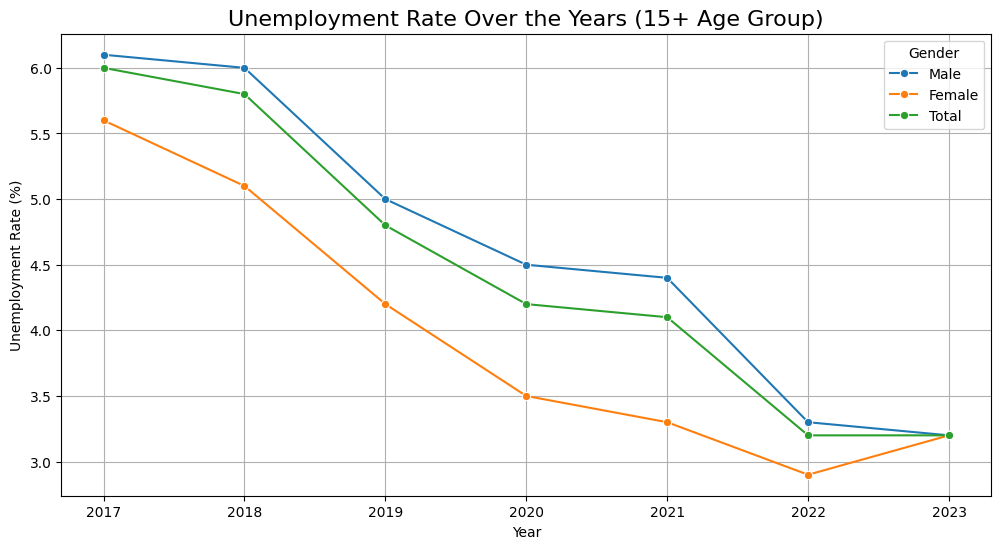 Unemployment Rate Over the Years (15+ Age Group)
Gender
Male
Female
Total
Unemployment Rate (%)
6.0
5.5
5.0
4.5
4.0
3.5
3.0
2017 2018 2019 2020 2021 2022 2023
Year